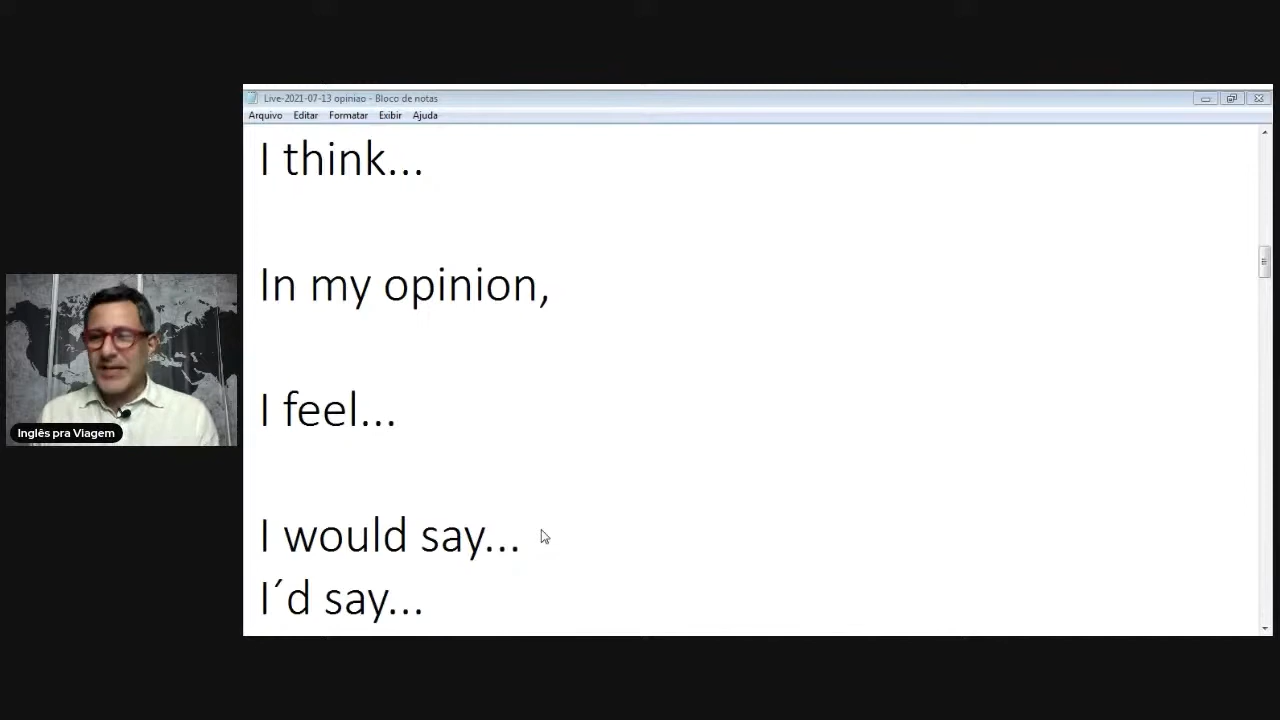 Live-2021-07-13 opiniao - Bloco de notas
Arquivo Editar Formatar Exibir Ajuda
I think...
In my opinion,
I feel...
I would say...
I´d say...
Inglês pra Viagem